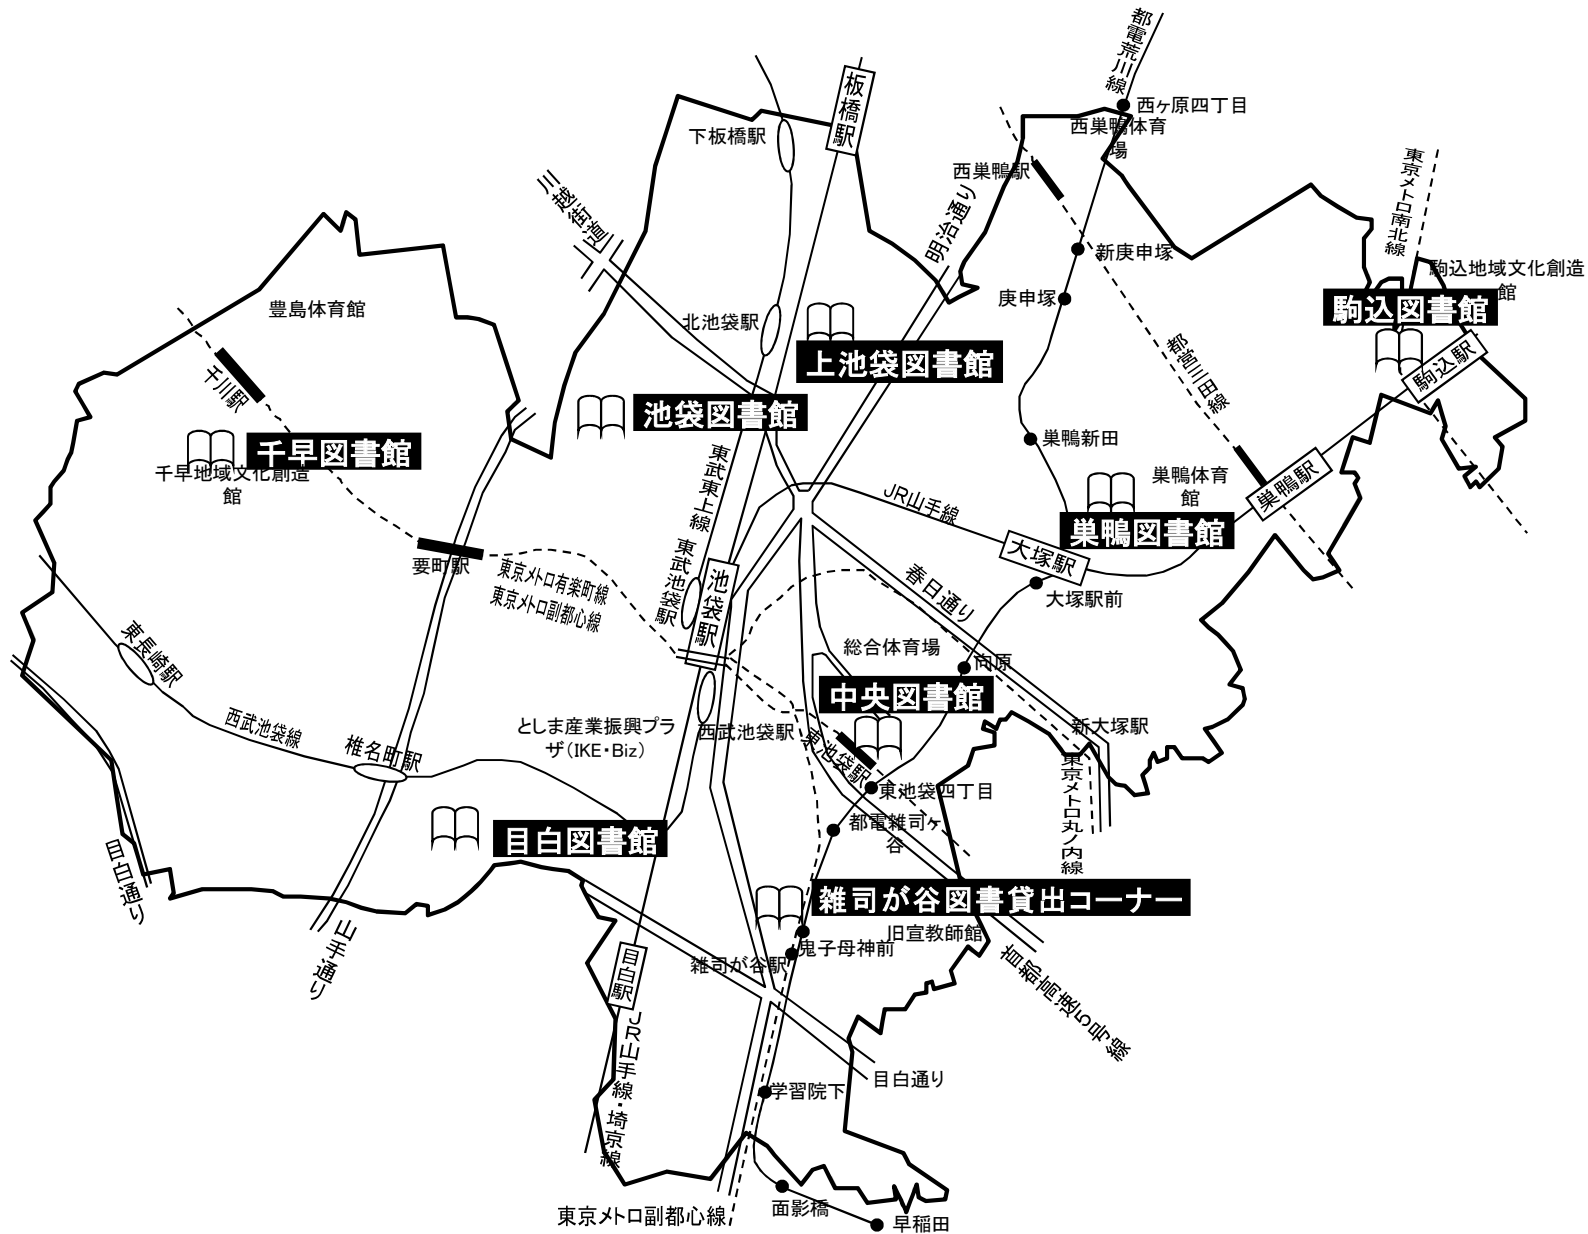 都電荒川線
板橋駅
西ヶ原四丁目
下板橋駅
西巣鴨体育
場
西巣鴨駅
東京メトロ南北線
川越街道
明治通り
新庚申塚
駒込地域文化創造
館
豊島体育館
庚申塚
駒込図書館
北池袋駅
上池袋図書館
都営三田線
駒込駅
千川駅
池袋図書館
千早図書館
千早地域文化創造
館
巣鴨新田
東武東上線
巣鴨体育
館
巣鴨駅
JR山手線
巣鴨図書館
要町駅
東京メトロ有楽町線
東京メトロ副都心線
東武池袋駅
池袋駅
大塚駅
春日通り
大塚駅前
東長崎駅
総合体育場
向原
中央図書館
西武池袋線
椎名町駅
としま産業振興プラ
ザ（IKE・Biz）
西武池袋駅
東池袋駅
新大塚駅
東京メトロ丸ノ内線
東池袋四丁目
都電雑司ヶ
谷
目白図書館
目白通り
雑司が谷図書貸出コーナー
山手通り
旧宣教師館
鬼子母神前
雑司が谷駅
目白駅
首都高速5号線
JR山手線・埼京線
目白通り
学習院下
面影橋
東京メトロ副都心線
早稲田